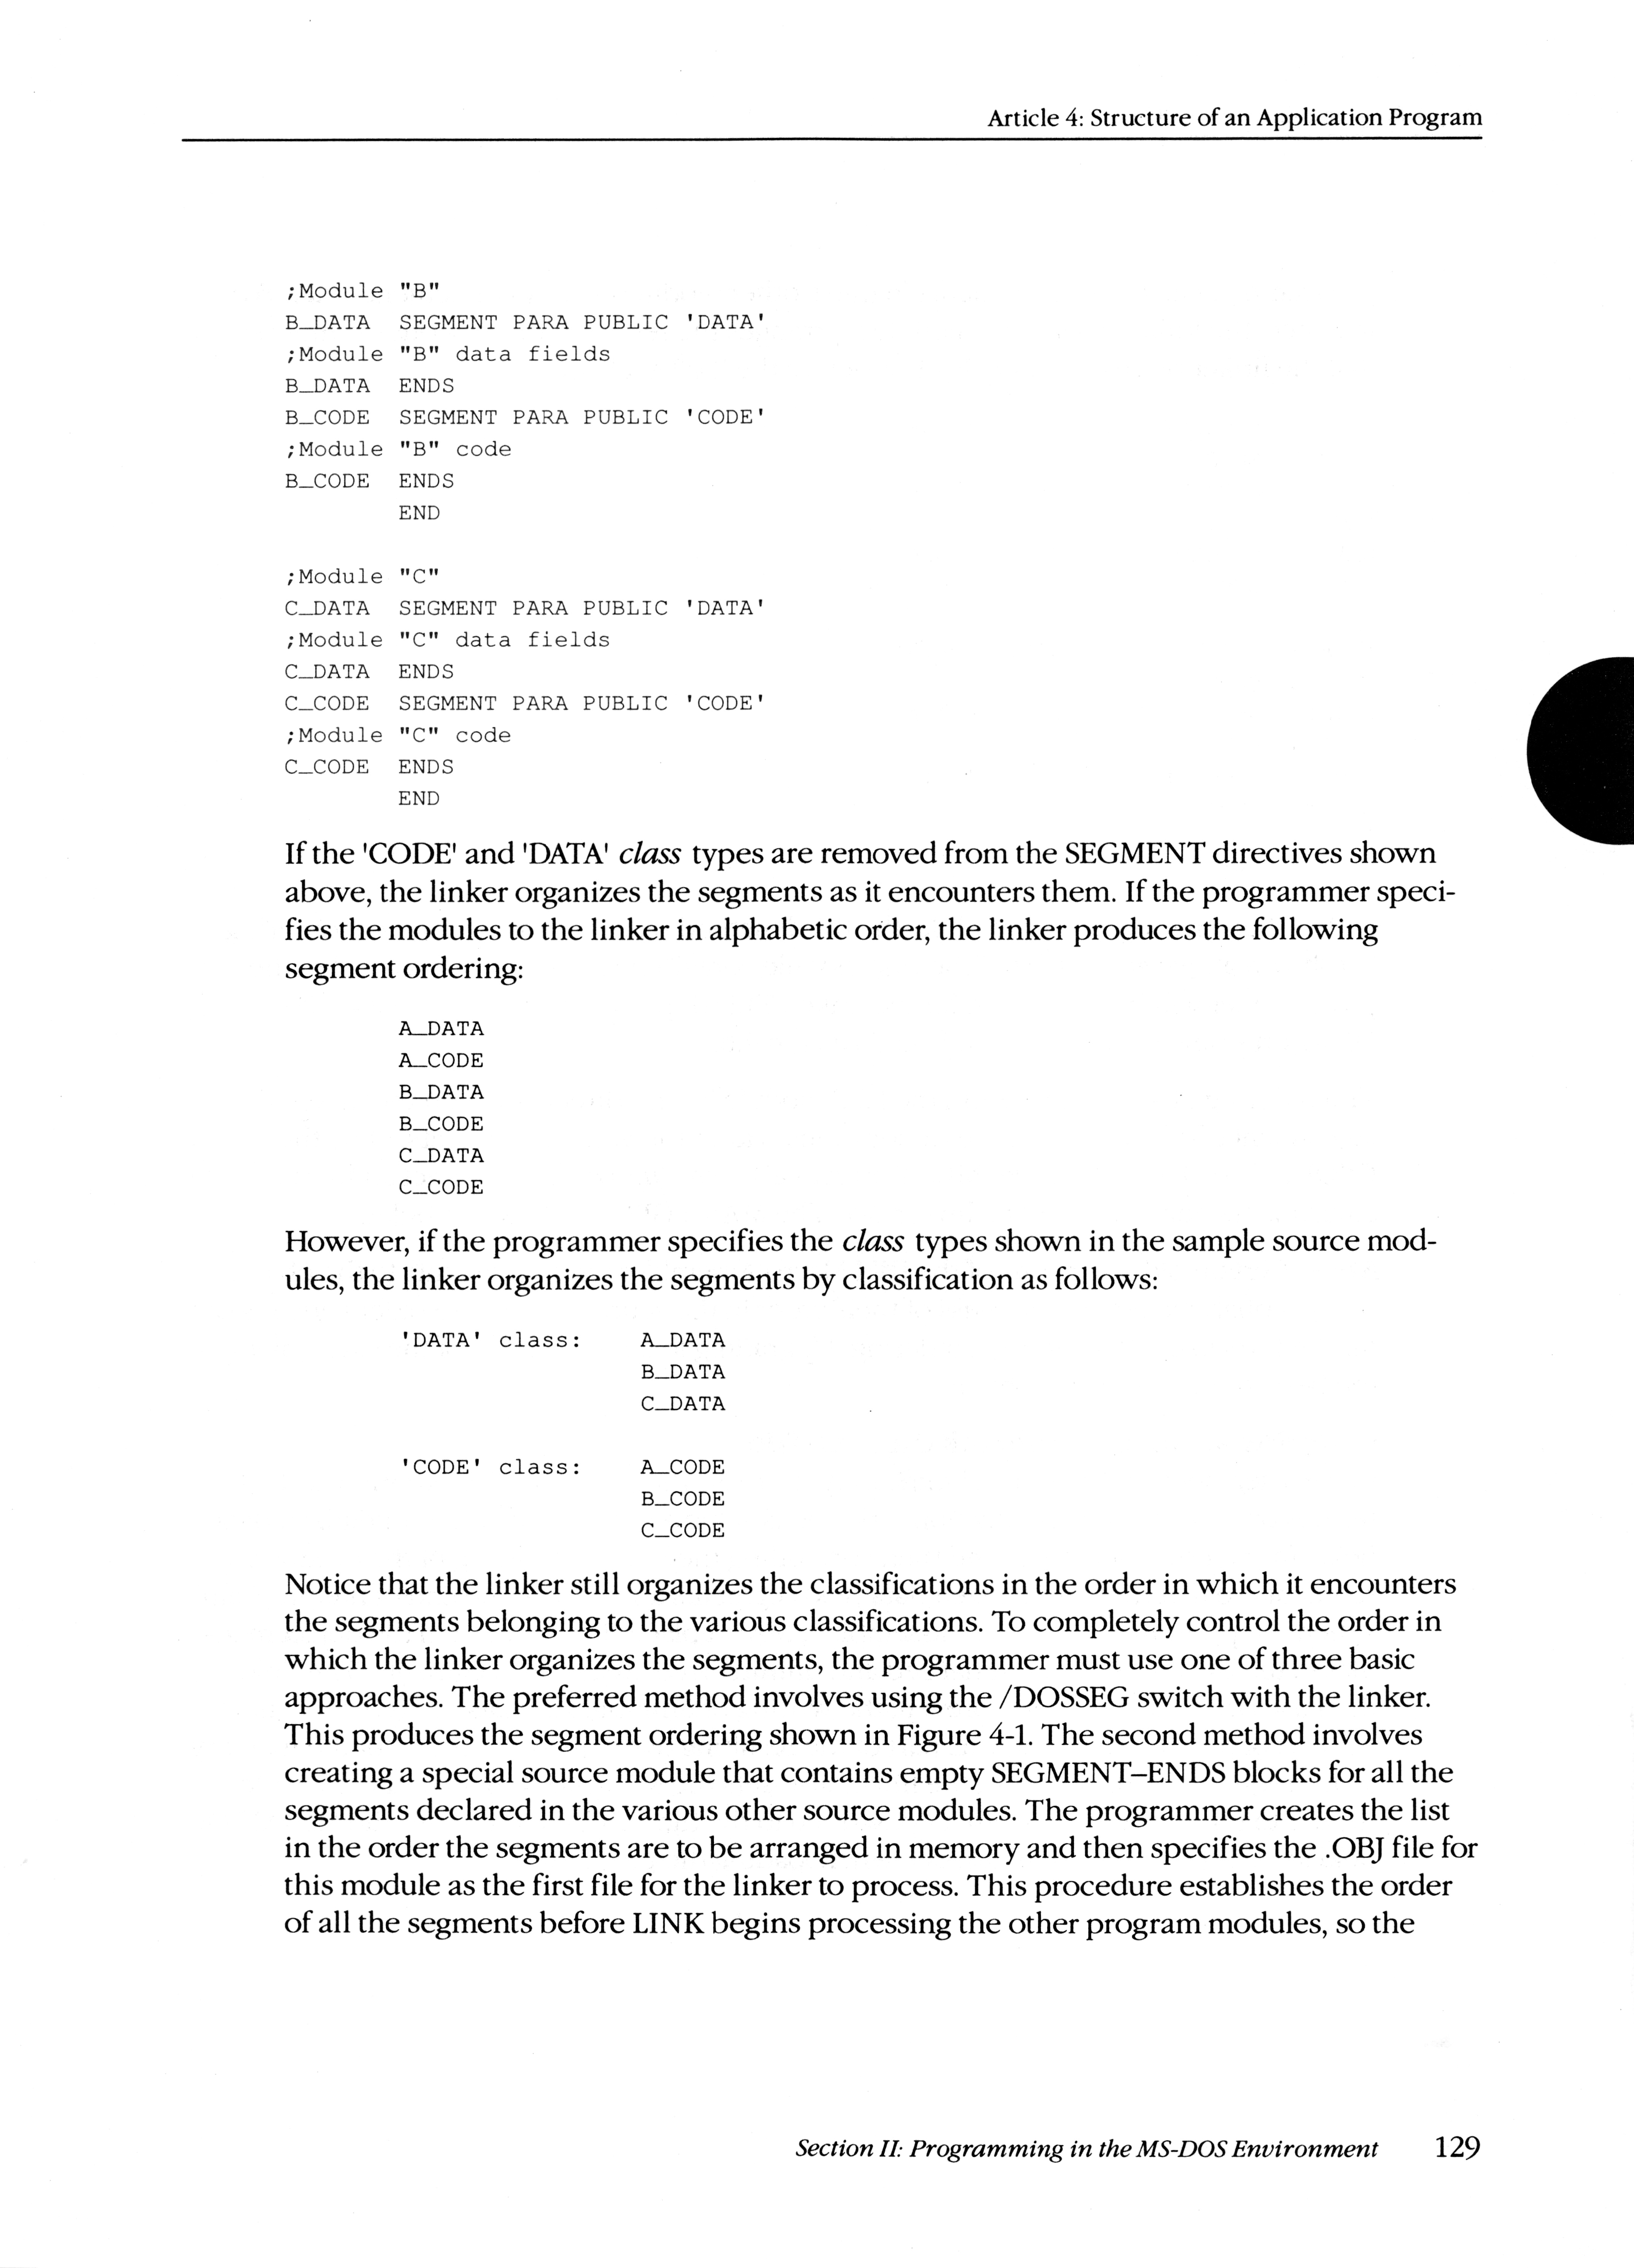 Article 4: Structure of an Application Program
;Module "B"
B_DATA  SEGMENT PARA PUBLIC 'DATA'
;Module "B" data fields
B_DATA  ENDS
B_CODE  SEGMENT PARA PUBLIC 'CODE'
;Module "B" code
B_CODE  ENDS
        END
;Module "C"
C_DATA  SEGMENT PARA PUBLIC 'DATA'
;Module "C" data fields
C_DATA  ENDS
C_CODE  SEGMENT PARA PUBLIC 'CODE'
;Module "C" code
C_CODE  ENDS
        END
If the 'CODE' and 'DATA' class types are removed from the SEGMENT directives shown
above, the linker organizes the segments as it encounters them. If the programmer speci-
fies the modules to the linker in alphabetic order, the linker produces the following
segment ordering:
A_DATA
A_CODE
B_DATA
B_CODE
C_DATA
C_CODE
However, if the programmer specifies the class types shown in the sample source mod-
ules, the linker organizes the segments by classification as follows:
'DATA' class:    A_DATA
B_DATA
C_DATA
'CODE' class:    A_CODE
B_CODE
C_CODE
Notice that the linker still organizes the classifications in the order in which it encounters
the segments belonging to the various classifications. To completely control the order in
which the linker organizes the segments, the programmer must use one of three basic
approaches. The preferred method involves using the /DOSSEG switch with the linker.
This produces the segment ordering shown in Figure 4-1. The second method involves
creating a special source module that contains empty SEGMENT–ENDS blocks for all the
segments declared in the various other source modules. The programmer creates the list
in the order the segments are to be arranged in memory and then specifies the .OBJ file for
this module as the first file for the linker to process. This procedure establishes the order
of all the segments before LINK begins processing the other program modules, so the
Section II: Programming in the MS-DOS Environment    129